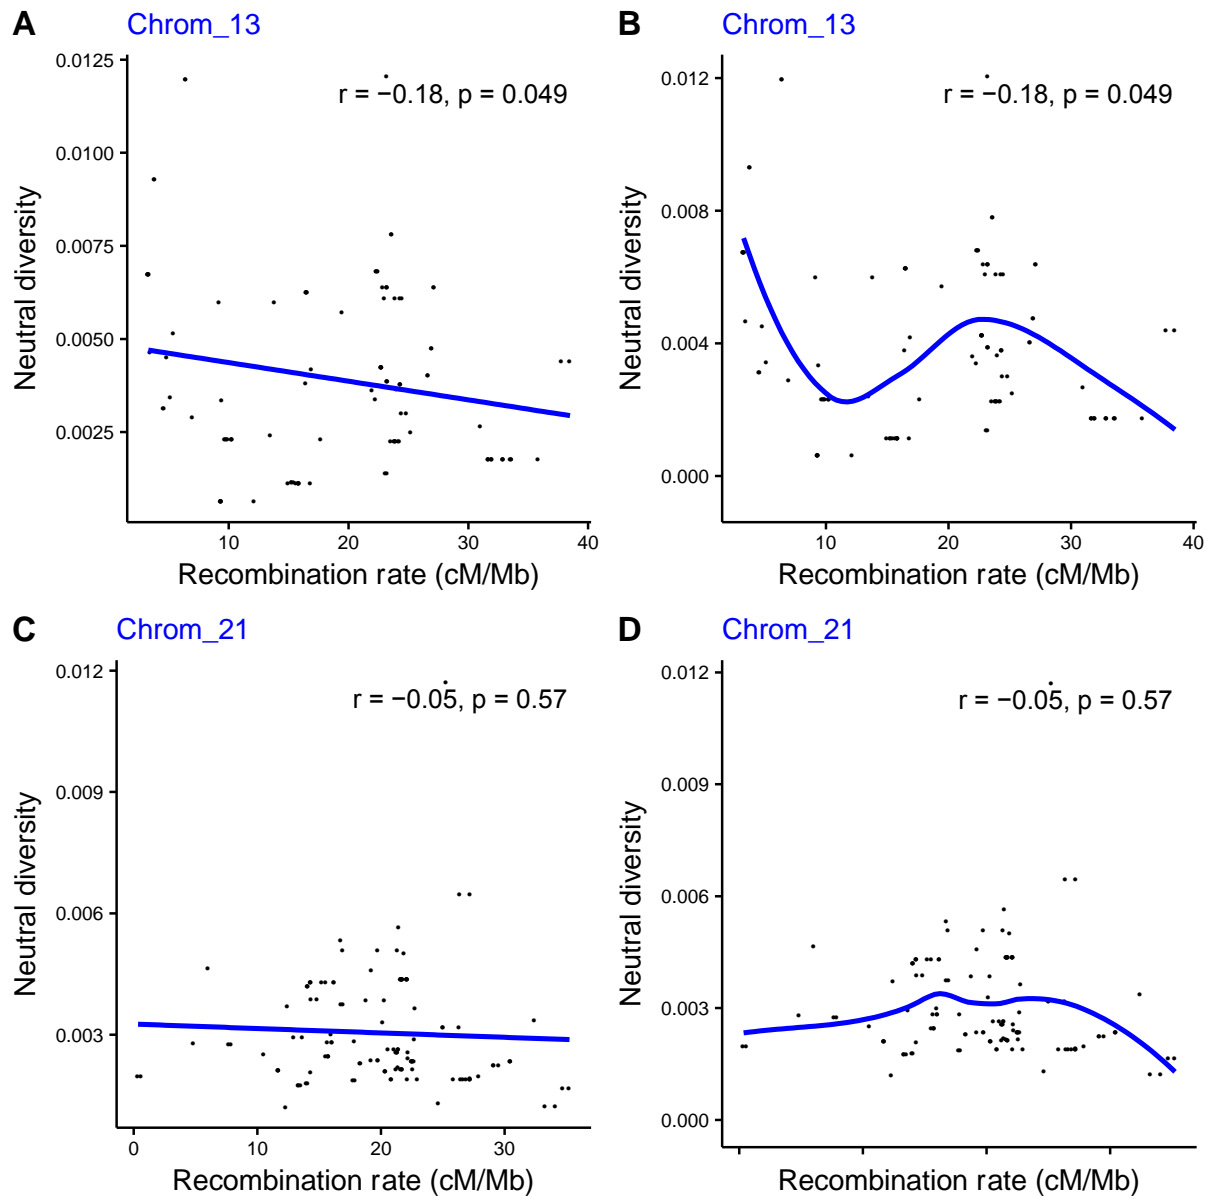 A Chrom_13
r = −0.18, p = 0.049
Neutral diversity
0.0125
0.0100
0.0075
0.0050
0.0025
10 20 30 40
Recombination rate (cM/Mb)
B Chrom_13
r = −0.18, p = 0.049
Neutral diversity
0.012
0.008
0.004
0.000
10 20 30 40
Recombination rate (cM/Mb)
C Chrom_21
r = −0.05, p = 0.57
Neutral diversity
0.012
0.009
0.006
0.003
0 10 20 30
Recombination rate (cM/Mb)
D Chrom_21
r = −0.05, p = 0.57
Neutral diversity
0.012
0.009
0.006
0.003
0.000
Recombination rate (cM/Mb)